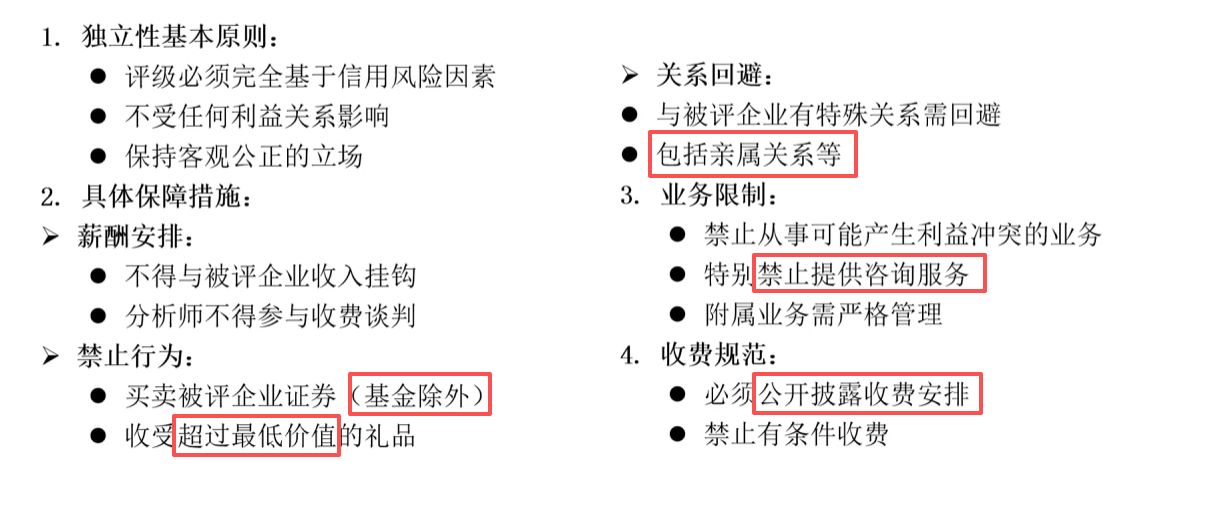 1. 独立性基本原则：
● 评级必须完全基于信用风险因素
● 不受任何利益关系影响
● 保持客观公正的立场
2. 具体保障措施：
➢ 薪酬安排：
● 不得与被评企业收入挂钩
● 分析师不得参与收费谈判
➢ 禁止行为：
● 买卖被评企业证券（基金除外）
● 收受超过最低价值的礼品
➢ 关系回避：
● 与被评企业有特殊关系需回避
● 包括亲属关系等
3. 业务限制：
● 禁止从事可能产生利益冲突的业务
● 特别禁止提供咨询服务
● 附属业务需严格管理
4. 收费规范：
● 必须公开披露收费安排
● 禁止有条件收费